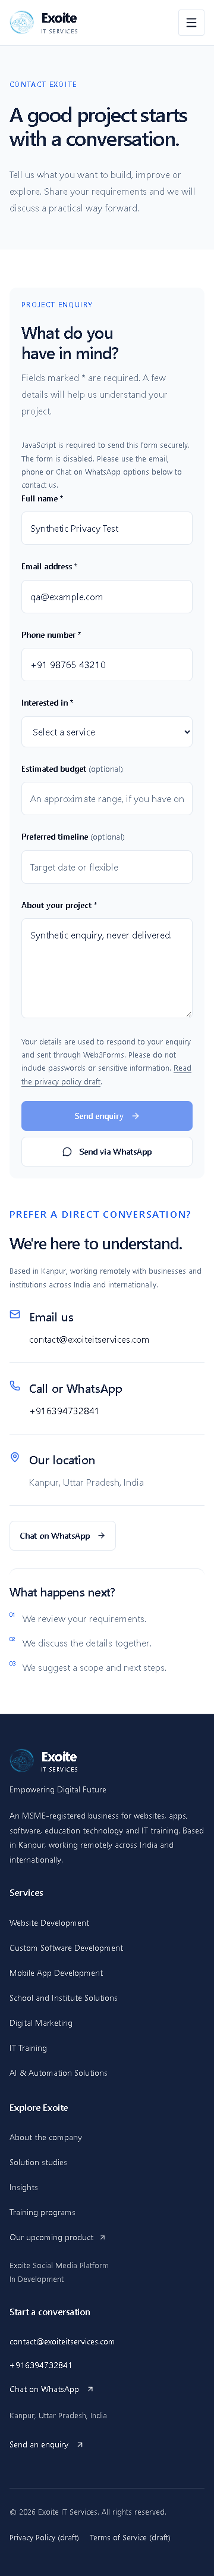 Exoite
IT SERVICES
CONTACT EXOITE
A good project starts
with a conversation.
Tell us what you want to build, improve or
explore. Share your requirements and we will
discuss a practical way forward.
PROJECT ENQUIRY
What do you
have in mind?
Fields marked * are required. A few
details will help us understand your
project.
JavaScript is required to send this form securely.
The form is disabled. Please use the email,
phone or Chat on WhatsApp options below to
contact us.
Full name *
Synthetic Privacy Test
Email address *
qa@example.com
Phone number *
+91 98765 43210
Interested in *
Select a service
Estimated budget (optional)
An approximate range, if you have on
Preferred timeline (optional)
Target date or flexible
About your project *
Synthetic enquiry, never delivered.
Your details are used to respond to your enquiry
and sent through Web3Forms. Please do not
include passwords or sensitive information. Read
the privacy policy draft.
Send enquiry →
Send via WhatsApp
PREFER A DIRECT CONVERSATION?
We're here to understand.
Based in Kanpur, working remotely with businesses and
institutions across India and internationally.
Email us
contact@exoiteitservices.com
Call or WhatsApp
+916394732841
Our location
Kanpur, Uttar Pradesh, India
Chat on WhatsApp →
What happens next?
01 We review your requirements.
02 We discuss the details together.
03 We suggest a scope and next steps.
Exoite
IT SERVICES
Empowering Digital Future
An MSME-registered business for websites, apps,
software, education technology and IT training. Based
in Kanpur, working remotely across India and
internationally.
Services
Website Development
Custom Software Development
Mobile App Development
School and Institute Solutions
Digital Marketing
IT Training
AI & Automation Solutions
Explore Exoite
About the company
Solution studies
Insights
Training programs
Our upcoming product ↗
Exoite Social Media Platform
In Development
Start a conversation
contact@exoiteitservices.com
+916394732841
Chat on WhatsApp ↗
Kanpur, Uttar Pradesh, India
Send an enquiry ↗
© 2026 Exoite IT Services. All rights reserved.
Privacy Policy (draft) Terms of Service (draft)